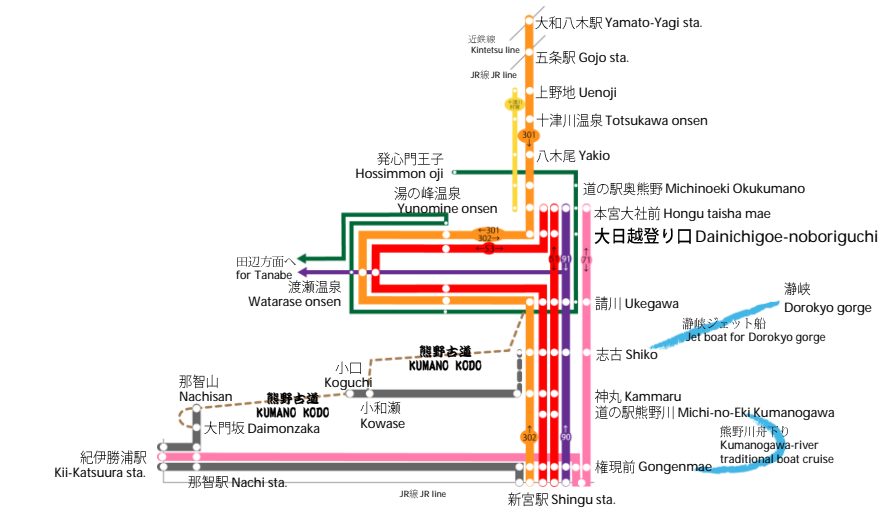 大和八木駅 Yamato-Yagi sta.
近鉄線
Kintetsu line
五条駅 Gojo sta.
JR線 JR line
上野地 Uenoji
十津川温泉 Totsukawa onsen
301
↓
八木尾 Yakio
発心門王子
Hossimmon oji
道の駅奥熊野 Michinoeki Okukumano
湯の峰温泉
Yunomine onsen
本宮大社前 Hongu taisha mae
←301
302→
大日越登り口 Dainichigoe-noboriguchi
←53
91
↓
田辺方面へ
for Tanabe
渡瀬温泉
Watarase onsen
瀞峡
Dorokyo gorge
請川 Ukegawa
瀞峡ジェット船
Jet boat for Dorokyo gorge
熊野古道
KUMANO KODO
志古 Shiko
小口
Koguchi
那智山
Nachisan
熊野古道
KUMANO KODO
神丸 Kammaru
小和瀬
Kowase
道の駅熊野川 Michi-no-Eki Kumanogawa
大門坂 Daimonzaka
熊野川舟下り
Kumanogawa-river
traditional boat cruise
↑
302
↑
90
紀伊勝浦駅
Kii-Katsuura sta.
権現前 Gongenmae
那智駅 Nachi sta.
JR線 JR line
新宮駅 Shingu sta.